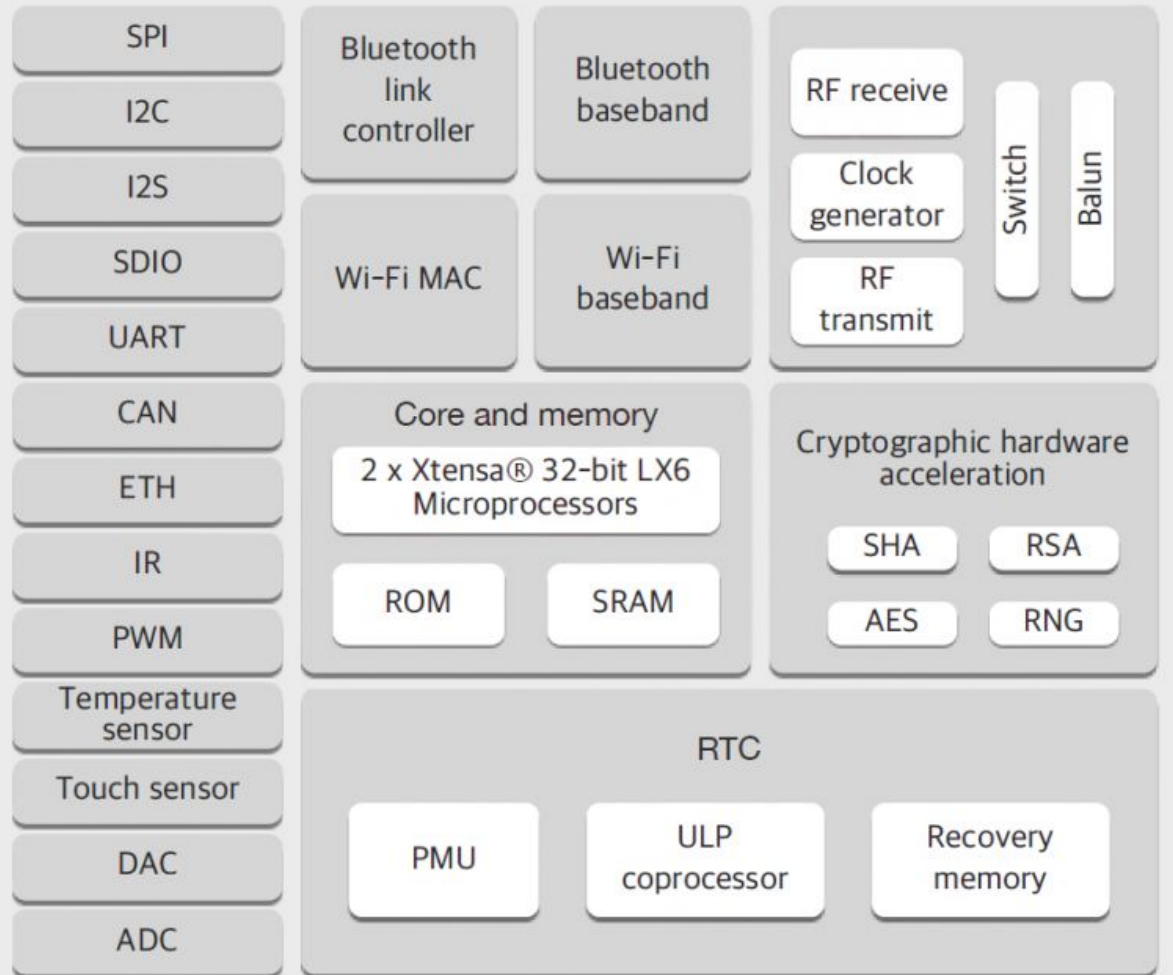 SPI
I2C
I2S
SDIO
UART
CAN
ETH
IR
PWM
Temperature
sensor
Touch sensor
DAC
ADC
Bluetooth
link
controller
Bluetooth
baseband
Wi-Fi MAC
Wi-Fi
baseband
RF receive
Clock
generator
RF
transmit
Switch
Balun
Core and memory
2 x Xtensa® 32-bit LX6
Microprocessors
ROM
SRAM
Cryptographic hardware
acceleration
SHA
RSA
AES
RNG
RTC
PMU
ULP
coprocessor
Recovery
memory